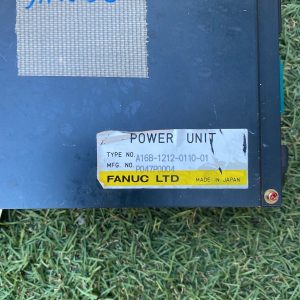 POWER UNIT
TYPE NO. A16B-1212-0110-01
MFG. NO. P047P0004
FANUC LTD MADE IN JAPAN